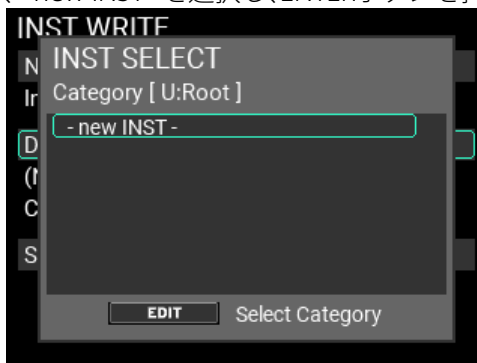 INST WRITE
INST SELECT
Category [ U:Root ]
- new INST -
EDIT Select Category